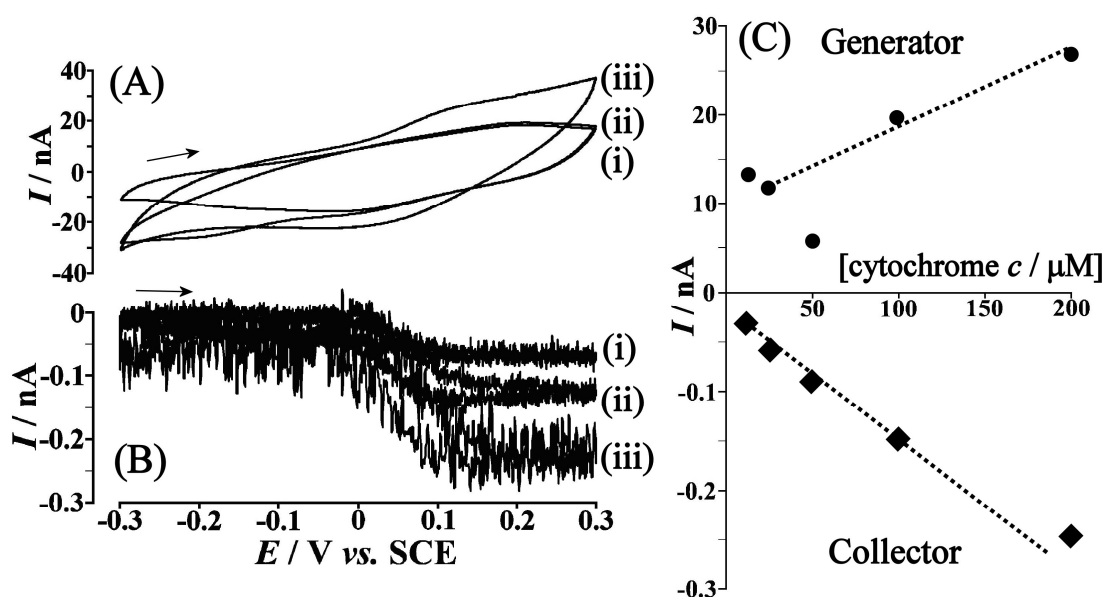 (A)
I / nA
40
20
0
-20
-40
(iii)
(ii)
(i)
(B)
I / nA
0
-0.1
-0.2
-0.3
(i)
(ii)
(iii)
-0.3 -0.2 -0.1 0 0.1 0.2 0.3
E / V vs. SCE
(C)
Generator
30
20
10
0
[cytochrome c / µM]
50 100 150 200
I / nA
-0.1
-0.2
-0.3
Collector